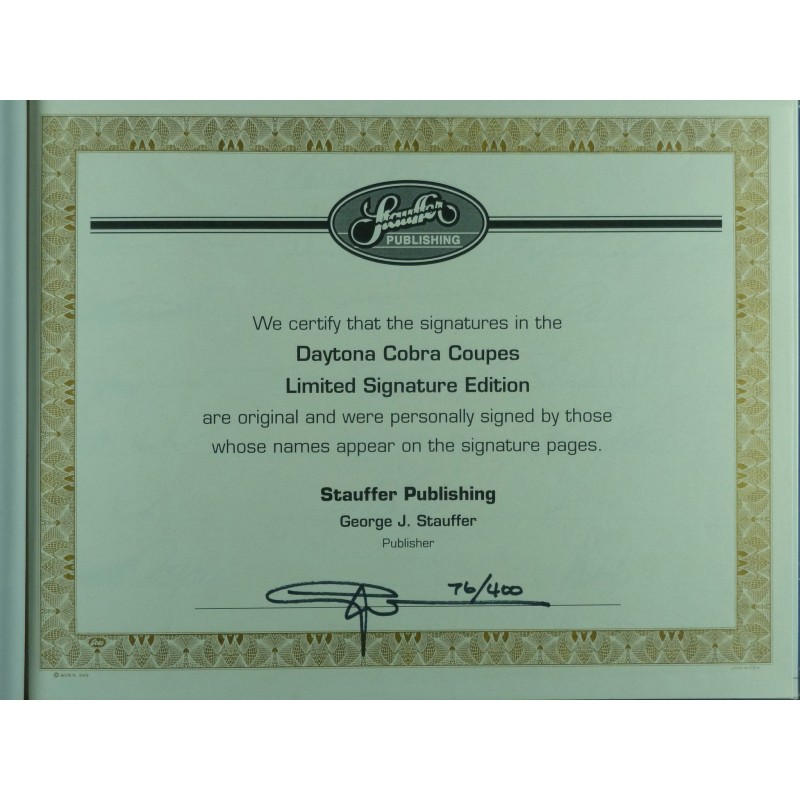 Stauffer
PUBLISHING
We certify that the signatures in the
Daytona Cobra Coupes
Limited Signature Edition
are original and were personally signed by those
whose names appear on the signature pages.
Stauffer Publishing
George J. Stauffer
Publisher
76/400